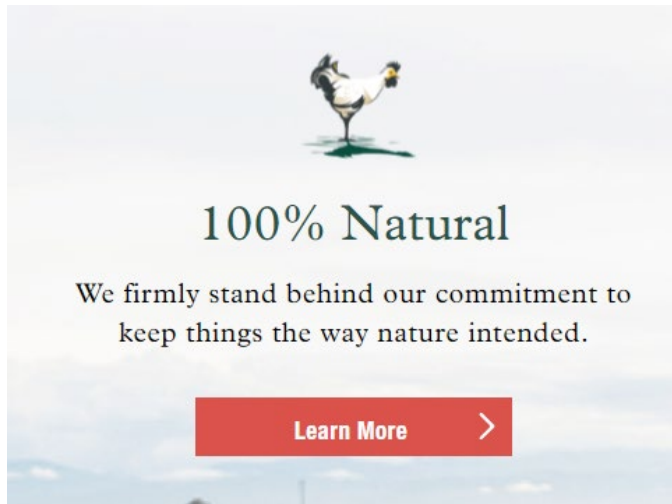 100% Natural
We firmly stand behind our commitment to
keep things the way nature intended.
Learn More